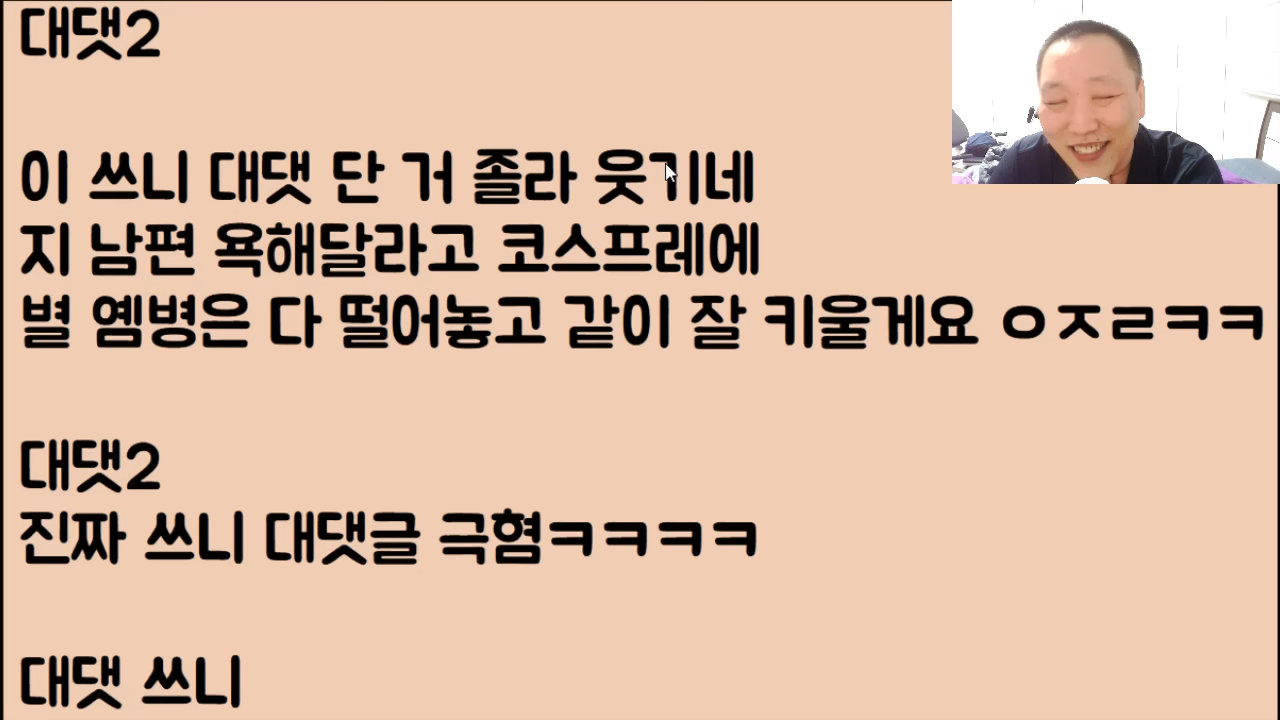 대댓2
이 쓰니 대댓 단 거 졸라 웃기네
지 남편 욕해달라고 코스프레에
별 옘병은 다 떨어놓고 같이 잘 키울게요 ㅇㅈㄹㅋㅋ
대댓2
진짜 쓰니 대댓글 극혐ㅋㅋㅋㅋ
대댓 쓰니